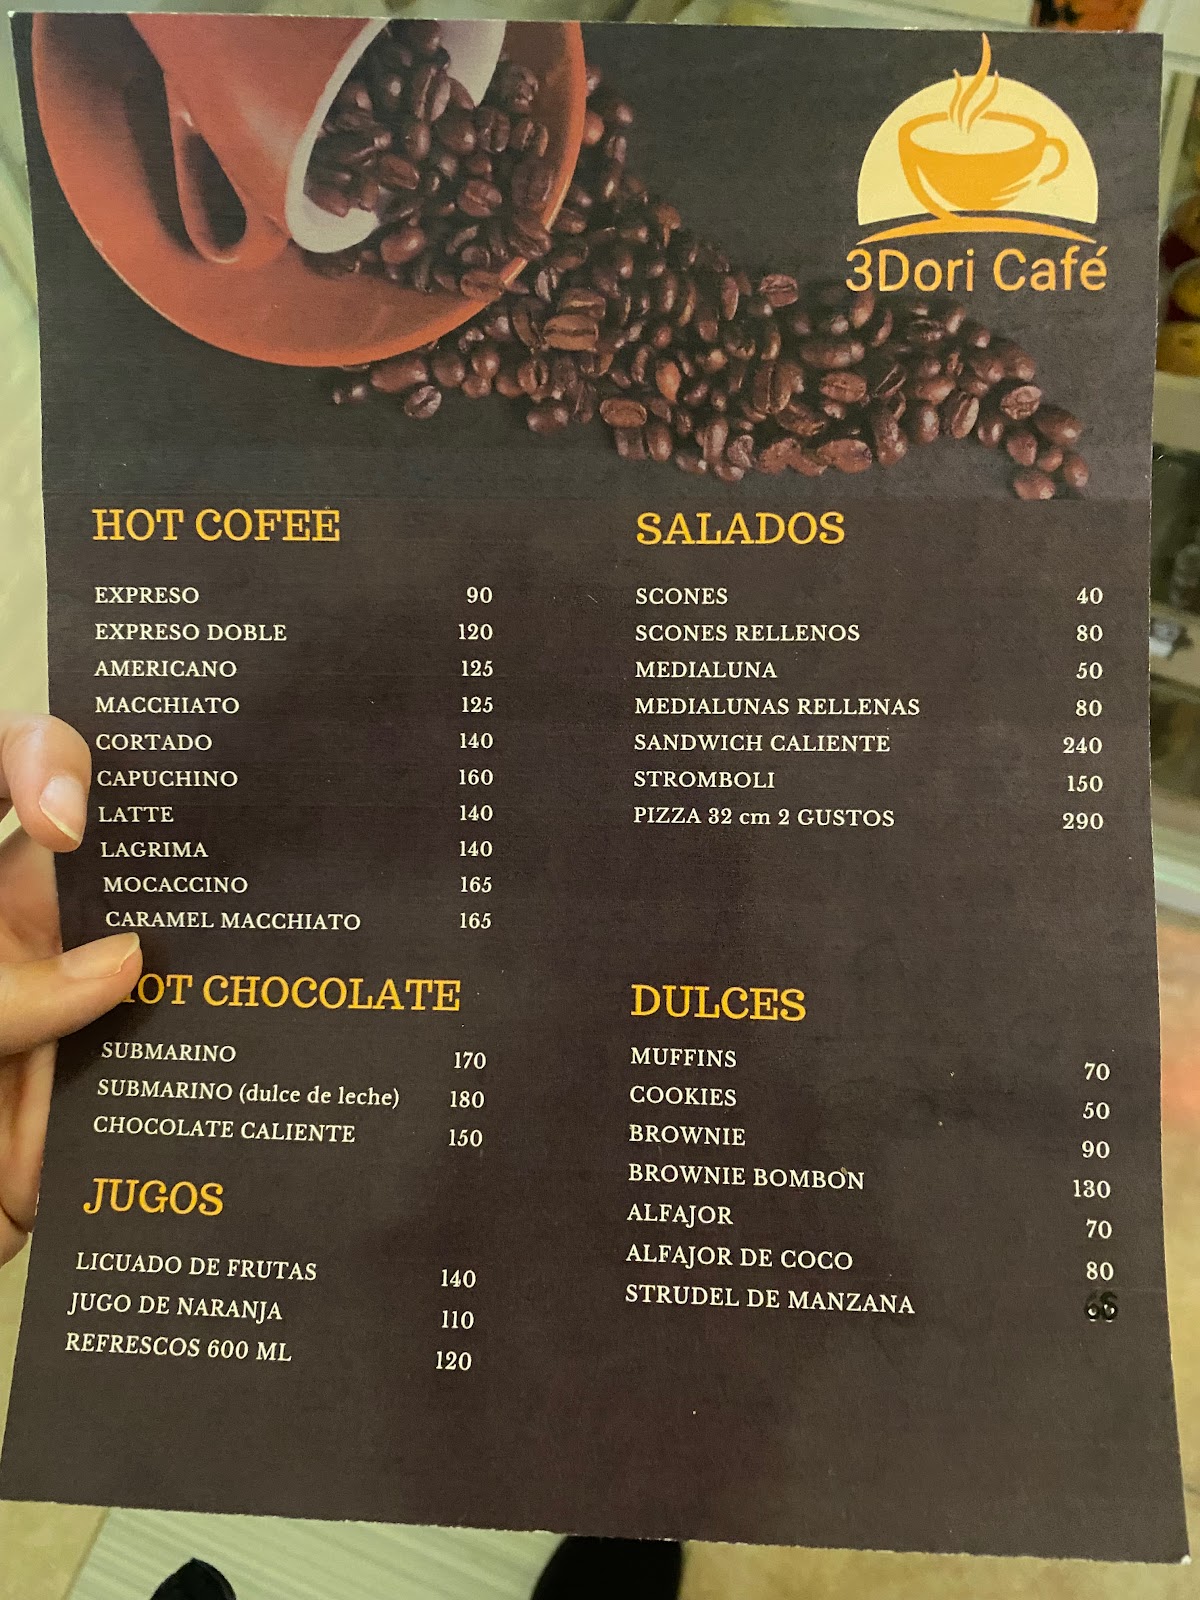 3Dori Café
HOT COFEE
EXPRESO 90
EXPRESO DOBLE 120
AMERICANO 125
MACCHIATO 125
CORTADO 140
CAPUCHINO 160
LATTE 140
LAGRIMA 140
MOCACCINO 165
CARAMEL MACCHIATO 165
HOT CHOCOLATE
SUBMARINO 170
SUBMARINO (dulce de leche) 180
CHOCOLATE CALIENTE 150
JUGOS
LICUADO DE FRUTAS 140
JUGO DE NARANJA 110
REFRESCOS 600 ML 120
SALADOS
SCONES 40
SCONES RELLENOS 80
MEDIALUNA 50
MEDIALUNAS RELLENAS 80
SANDWICH CALIENTE 240
STROMBOLI 150
PIZZA 32 cm 2 GUSTOS 290
DULCES
MUFFINS 70
COOKIES 50
BROWNIE 90
BROWNIE BOMBON 130
ALFAJOR 70
ALFAJOR DE COCO 80
STRUDEL DE MANZANA